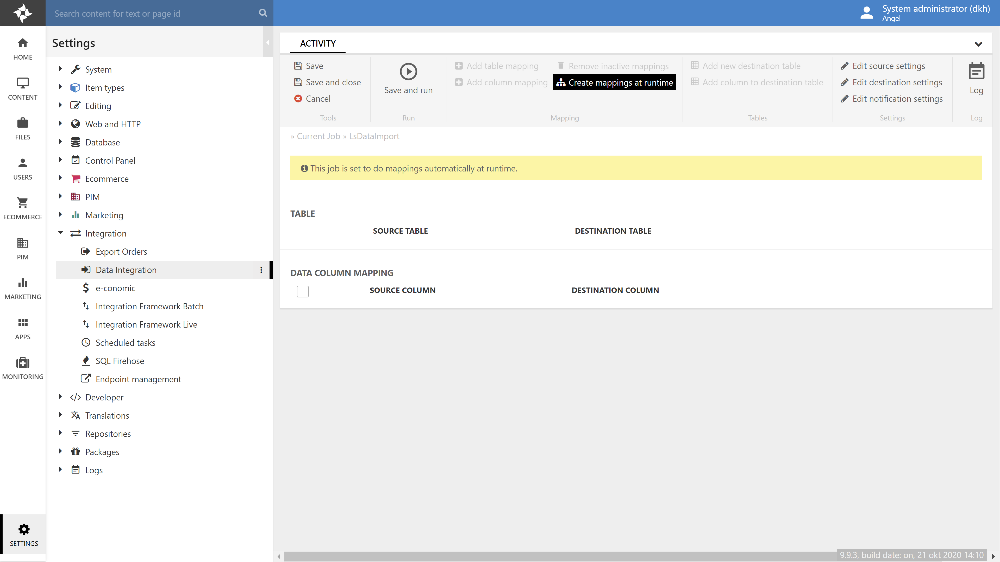 Search content for text or page id
System administrator (dkh)
Angel
HOME
CONTENT
FILES
USERS
ECOMMERCE
PIM
MARKETING
APPS
MONITORING
SETTINGS
Settings
System
Item types
Editing
Web and HTTP
Database
Control Panel
Ecommerce
PIM
Marketing
Integration
Export Orders
Data Integration
e-conomic
Integration Framework Batch
Integration Framework Live
Scheduled tasks
SQL Firehose
Endpoint management
Developer
Translations
Repositories
Packages
Logs
ACTIVITY
Save
Save and close
Cancel
Tools
Save and run
Run
Add table mapping
Add column mapping
Remove inactive mappings
Create mappings at runtime
Mapping
Add new destination table
Add column to destination table
Tables
Edit source settings
Edit destination settings
Edit notification settings
Settings
Log
Log
» Current Job » LsDataImport
This job is set to do mappings automatically at runtime.
TABLE
SOURCE TABLE DESTINATION TABLE
DATA COLUMN MAPPING
SOURCE COLUMN DESTINATION COLUMN
9.9.3, build date: on, 21 okt 2020 14:10